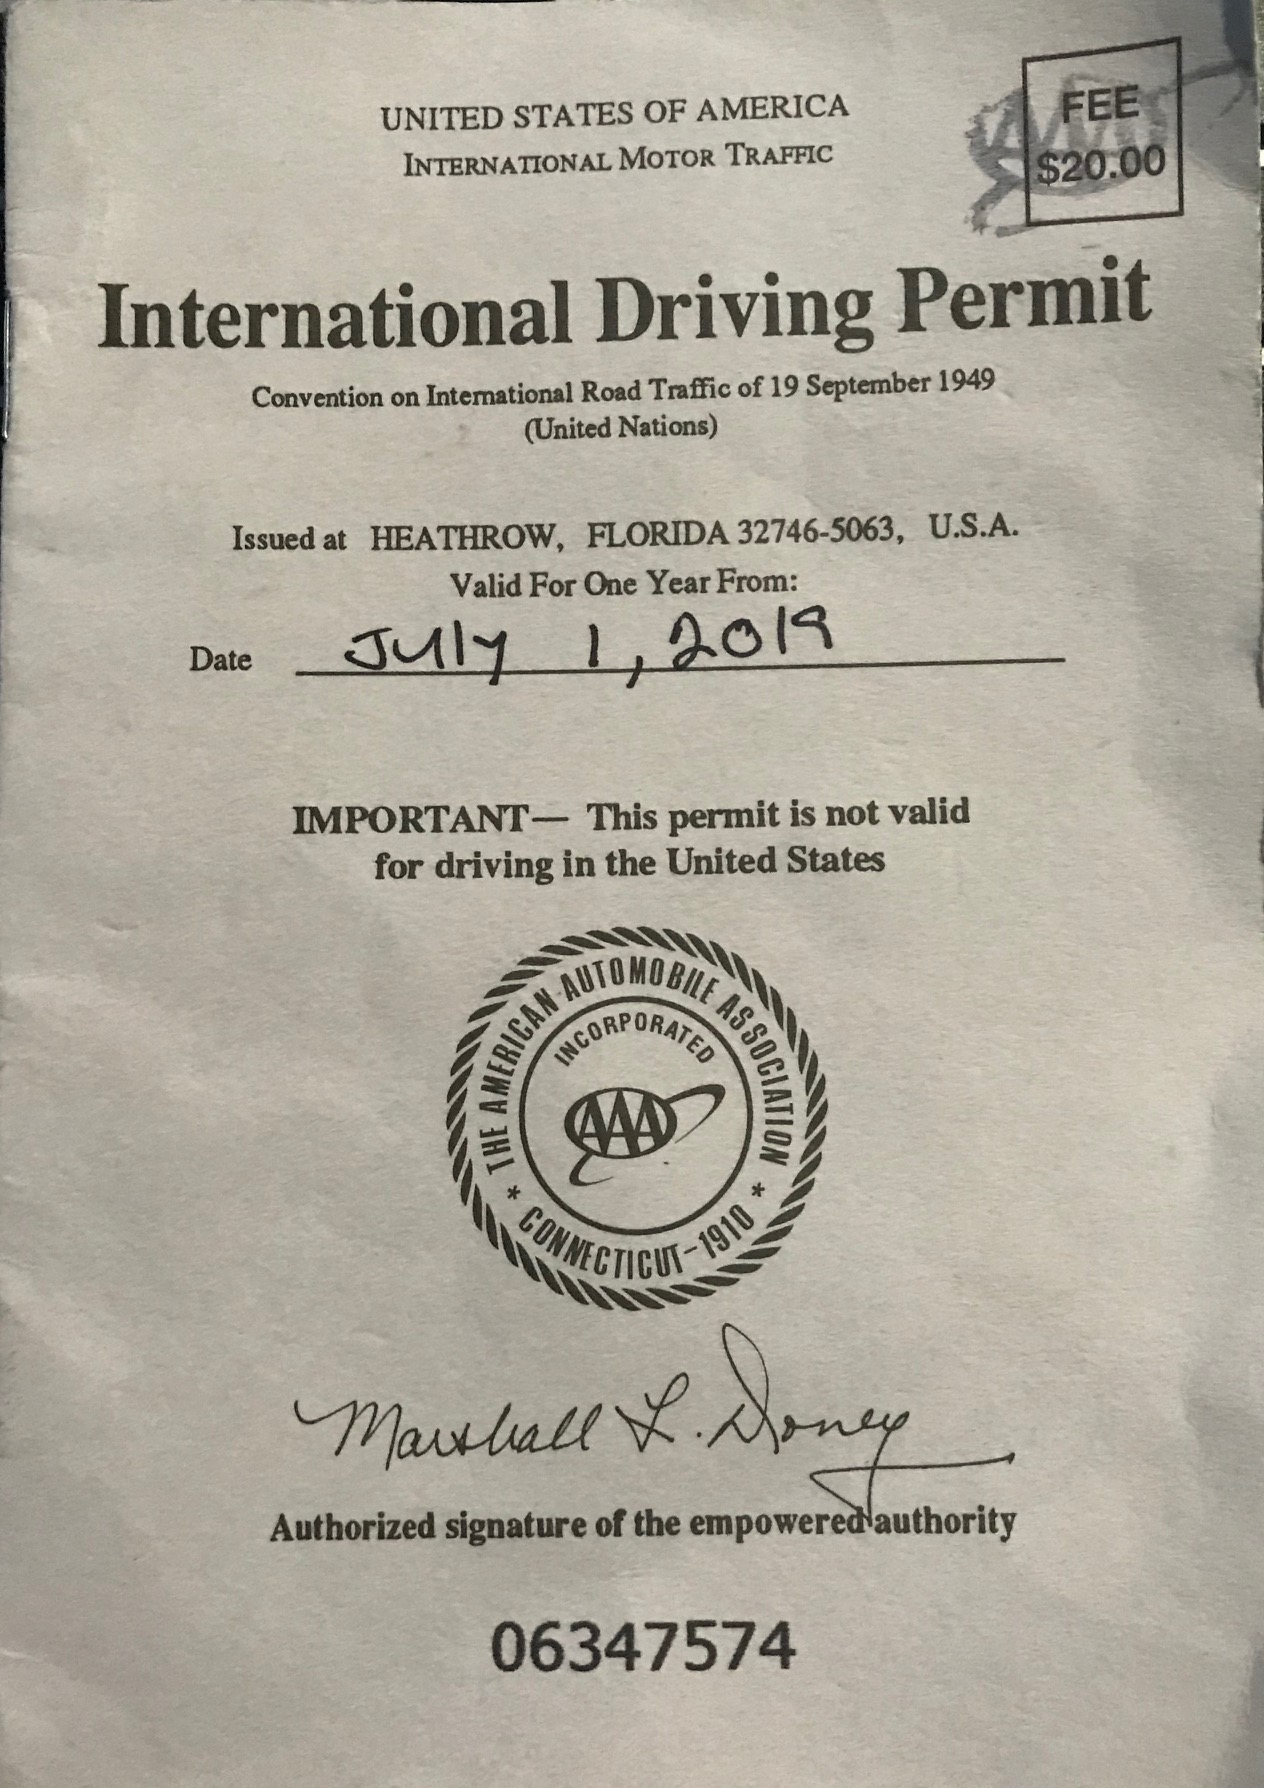 UNITED STATES OF AMERICA
INTERNATIONAL MOTOR TRAFFIC
FEE
$20.00
International Driving Permit
Convention on International Road Traffic of 19 September 1949
(United Nations)
Issued at HEATHROW, FLORIDA 32746-5063, U.S.A.
Valid For One Year From:
Date July 1, 2019
IMPORTANT— This permit is not valid
for driving in the United States
THE AMERICAN AUTOMOBILE ASSOCIATION
INCORPORATED
AAA
* CONNECTICUT-1910 *
Marshall L. Doney
Authorized signature of the empowered authority
06347574